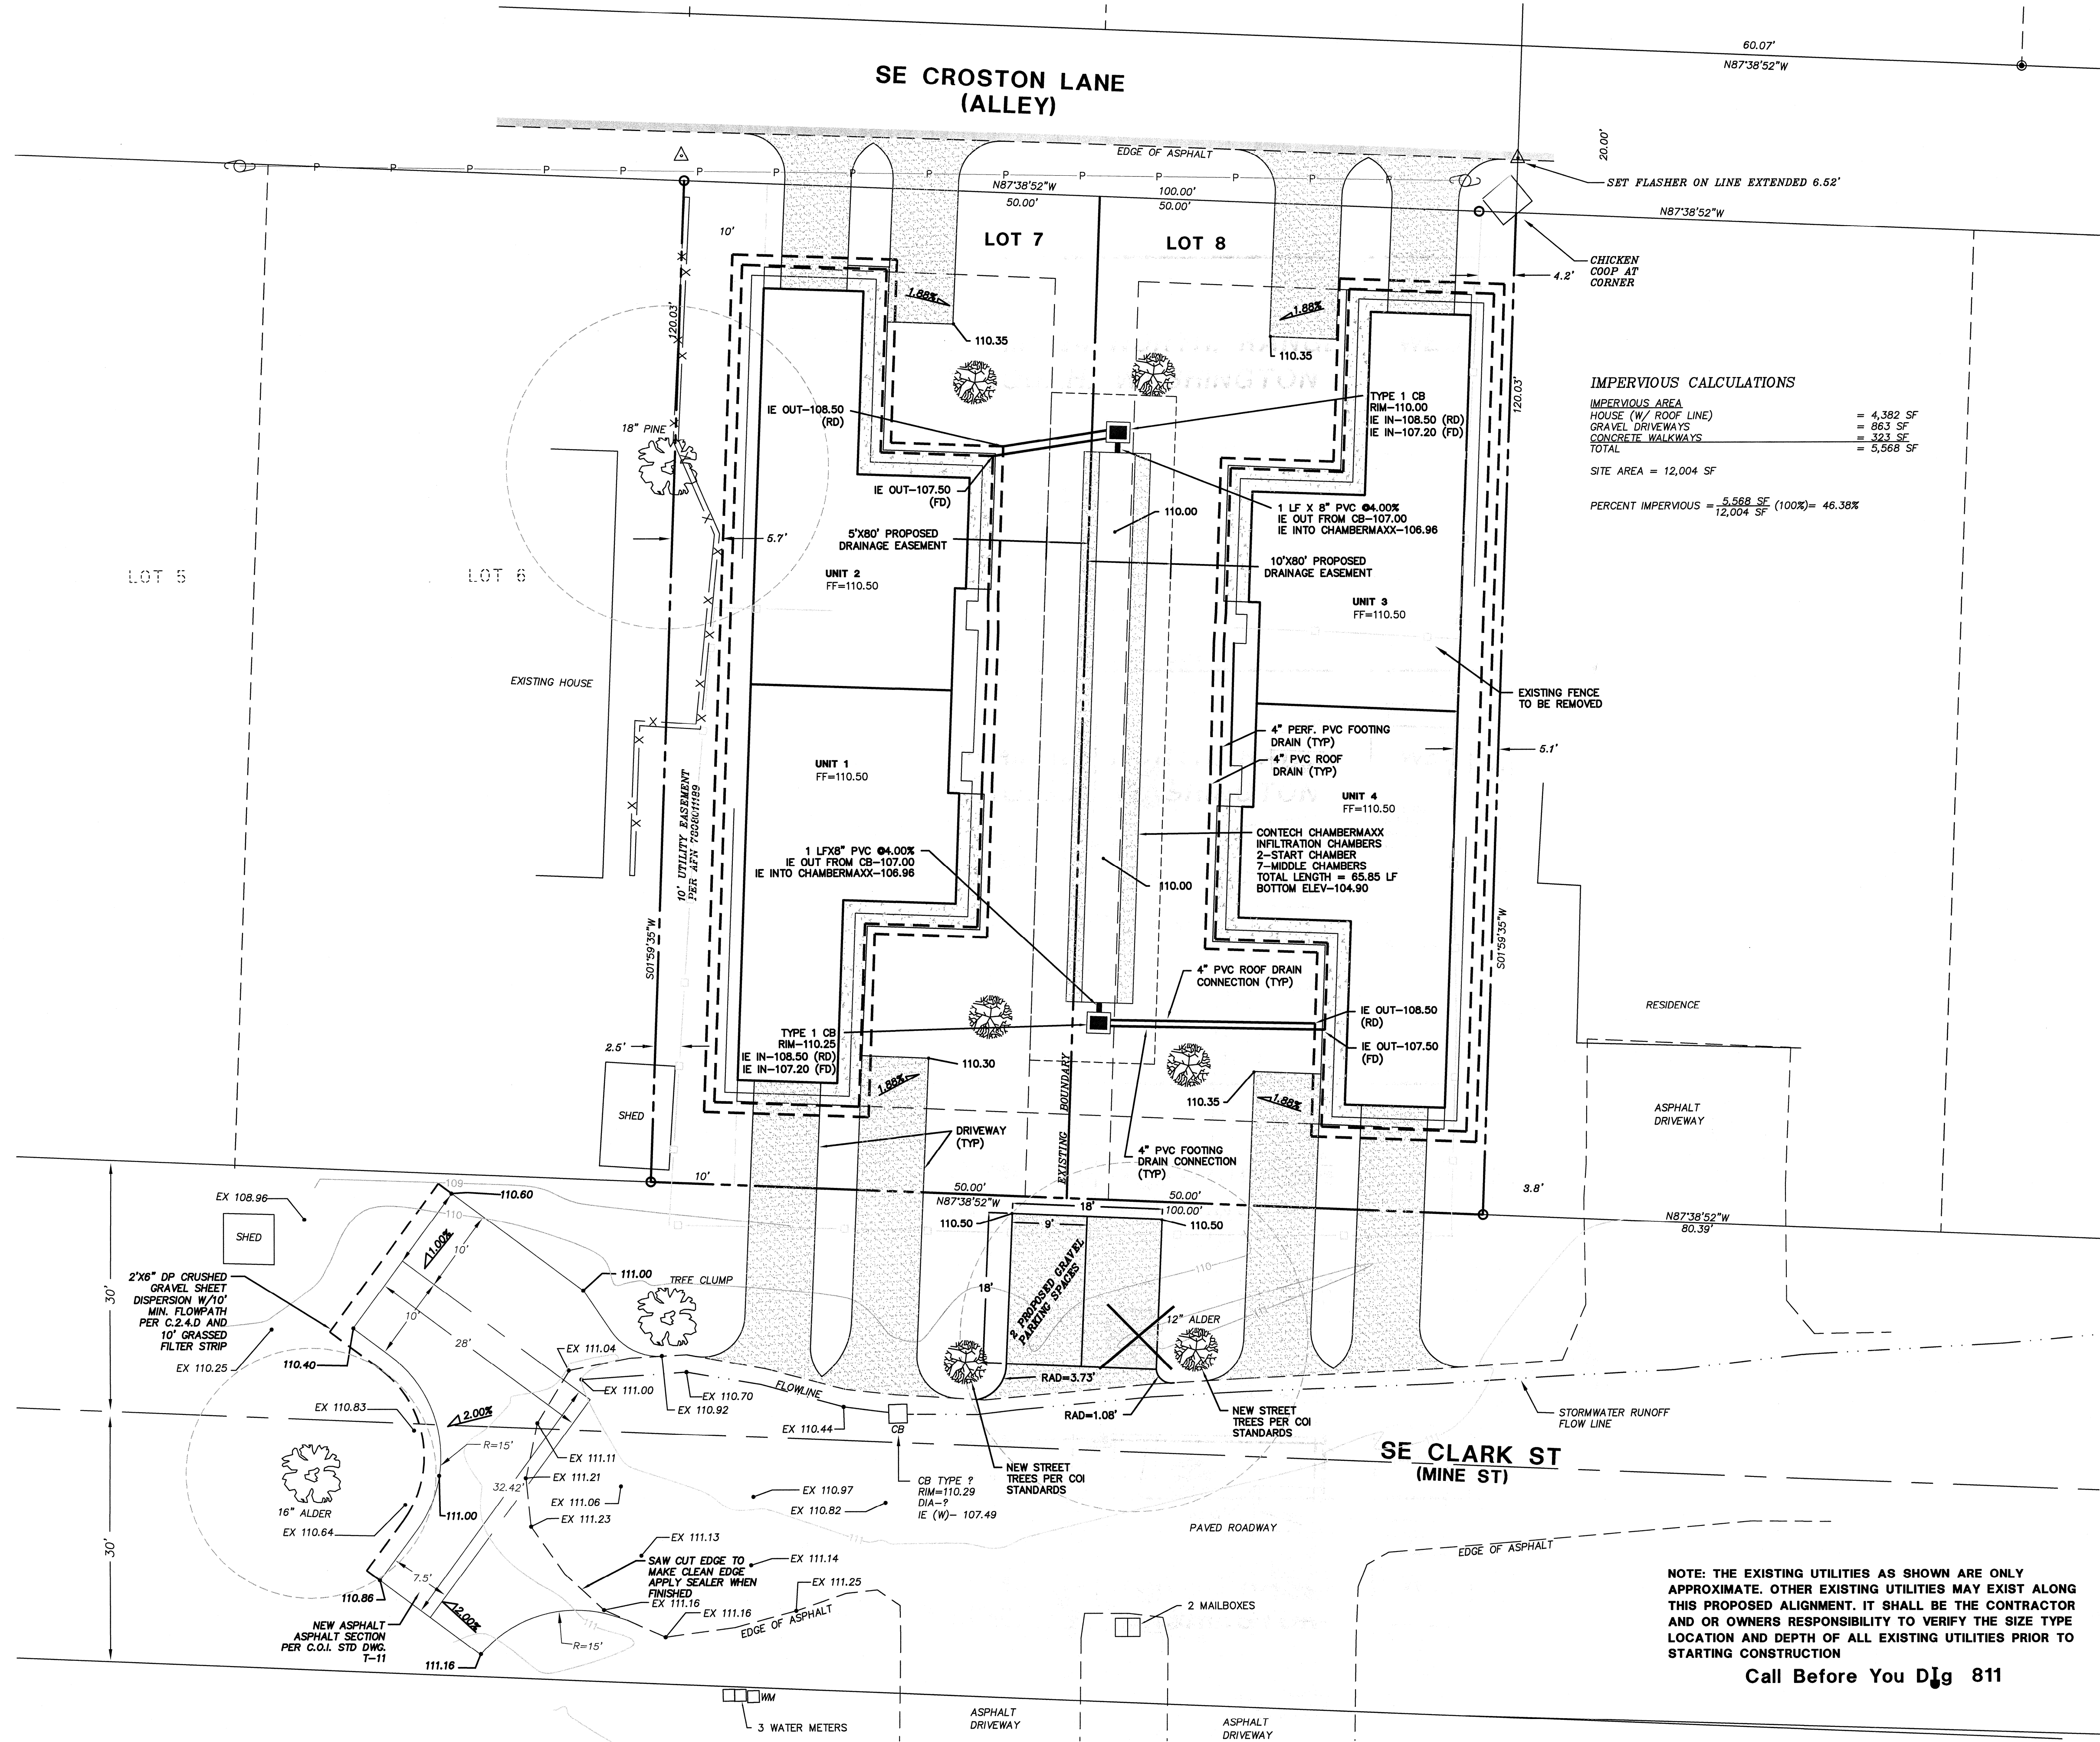 60.07'
N87°38'52"W
SE CROSTON LANE
(ALLEY)
20.00'
EDGE OF ASPHALT
P P P P P P P P P P P P P P P
SET FLASHER ON LINE EXTENDED 6.52'
N87°38'52"W
100.00'
50.00'
50.00'
N87°38'52"W
10'
LOT 7
LOT 8
CHICKEN
COOP AT
CORNER
4.2'
1.88%
1.88%
120.03'
110.35
110.35
120.03'
IMPERVIOUS CALCULATIONS
IMPERVIOUS AREA
HOUSE (W/ ROOF LINE) = 4,382 SF
GRAVEL DRIVEWAYS = 863 SF
CONCRETE WALKWAYS = 323 SF
TOTAL = 5,568 SF
SITE AREA = 12,004 SF
PERCENT IMPERVIOUS = 5,568 SF
12,004 SF (100%)= 46.38%
18" PINE
IE OUT-108.50
(RD)
TYPE 1 CB
RIM-110.00
IE IN-108.50 (RD)
IE IN-107.20 (FD)
IE OUT-107.50
(FD)
110.00
1 LF X 8" PVC @4.00%
IE OUT FROM CB-107.00
IE INTO CHAMBERMAXX-106.96
5.7'
5'X80' PROPOSED
DRAINAGE EASEMENT
10'X80' PROPOSED
DRAINAGE EASEMENT
LOT 5
LOT 6
UNIT 2
FF=110.50
UNIT 3
FF=110.50
EXISTING HOUSE
EXISTING FENCE
TO BE REMOVED
4" PERF. PVC FOOTING
DRAIN (TYP)
4" PVC ROOF
DRAIN (TYP)
5.1'
UNIT 1
FF=110.50
UNIT 4
FF=110.50
10' UTILITY EASEMENT
PER AFN 7808011189
CONTECH CHAMBERMAXX
INFILTRATION CHAMBERS
2-START CHAMBER
7-MIDDLE CHAMBERS
TOTAL LENGTH = 65.85 LF
BOTTOM ELEV-104.90
1 LFX8" PVC @4.00%
IE OUT FROM CB-107.00
IE INTO CHAMBERMAXX-106.96
110.00
S01°59'35"W
S01°59'35"W
4" PVC ROOF DRAIN
CONNECTION (TYP)
RESIDENCE
IE OUT-108.50
(RD)
TYPE 1 CB
RIM-110.25
IE IN-108.50 (RD)
IE IN-107.20 (FD)
2.5'
IE OUT-107.50
(FD)
110.30
1.88%
110.35
1.88%
SHED
EXISTING BOUNDARY
DRIVEWAY
(TYP)
ASPHALT
DRIVEWAY
4" PVC FOOTING
DRAIN CONNECTION
(TYP)
10'
50.00'
N87°38'52"W
50.00'
100.00'
3.8'
N87°38'52"W
80.39'
EX 108.96
109
110.60
110
SHED
18'
110.50
9'
110.50
1.00%
10'
111.00
TREE CLUMP
110
2 PROPOSED GRAVEL
PARKING SPACES
18'
30'
2'X6" DP CRUSHED
GRAVEL SHEET
DISPERSION W/10'
MIN. FLOWPATH
PER C.2.4.D AND
10' GRASSED
FILTER STRIP
10'
28'
12" ALDER
EX 110.25
110.40
EX 111.04
EX 111.00
EX 110.70
EX 110.92
FLOWLINE
RAD=3.73'
RAD=1.08'
EX 110.83
2.00%
EX 110.44
CB
NEW STREET
TREES PER COI
STANDARDS
STORMWATER RUNOFF
FLOW LINE
R=15'
EX 111.11
EX 111.21
SE CLARK ST
(MINE ST)
NEW STREET
TREES PER COI
STANDARDS
CB TYPE ?
RIM=110.29
DIA-?
IE (W)- 107.49
32.42'
EX 111.06
EX 110.97
EX 110.82
16" ALDER
EX 110.64
111.00
EX 111.23
111
PAVED ROADWAY
30'
EX 111.13
SAW CUT EDGE TO
MAKE CLEAN EDGE
APPLY SEALER WHEN
FINISHED
EX 111.14
EX 111.25
EDGE OF ASPHALT
7.5'
110.86
2.00%
EX 111.16
EX 111.16
111
EDGE OF ASPHALT
2 MAILBOXES
NEW ASPHALT
ASPHALT SECTION
PER C.O.I. STD DWG.
T-11
R=15'
111.16
NOTE: THE EXISTING UTILITIES AS SHOWN ARE ONLY
APPROXIMATE. OTHER EXISTING UTILITIES MAY EXIST ALONG
THIS PROPOSED ALIGNMENT. IT SHALL BE THE CONTRACTOR
AND OR OWNERS RESPONSIBILITY TO VERIFY THE SIZE TYPE
LOCATION AND DEPTH OF ALL EXISTING UTILITIES PRIOR TO
STARTING CONSTRUCTION
Call Before You Dig 811
WM
3 WATER METERS
ASPHALT
DRIVEWAY
ASPHALT
DRIVEWAY